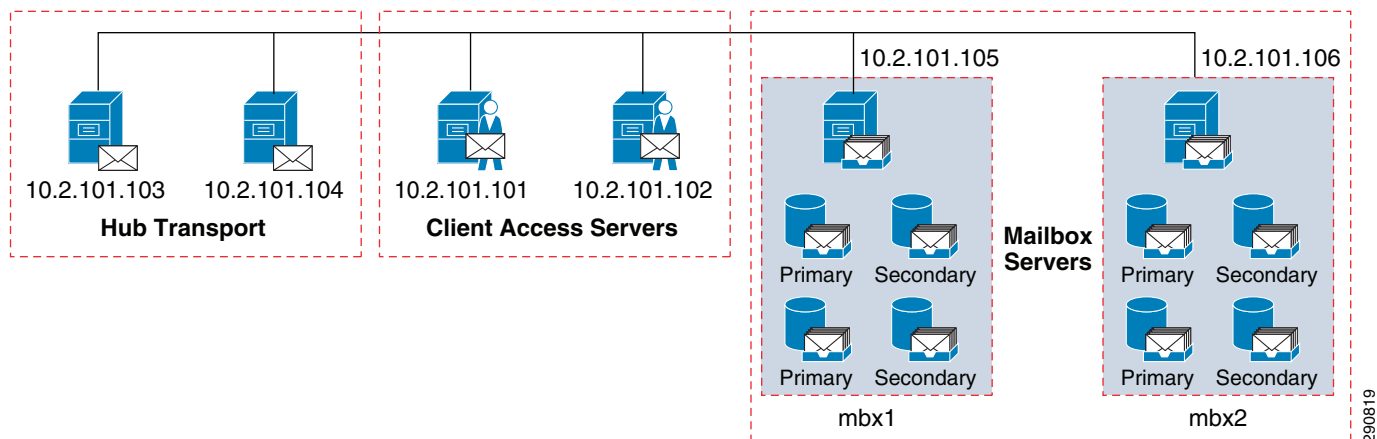 10.2.101.105
10.2.101.106
10.2.101.103
10.2.101.104
10.2.101.101
10.2.101.102
Hub Transport
Client Access Servers
Mailbox
Servers
Primary
Secondary
Primary
Secondary
Primary
Secondary
Primary
Secondary
mbx1
mbx2
290819